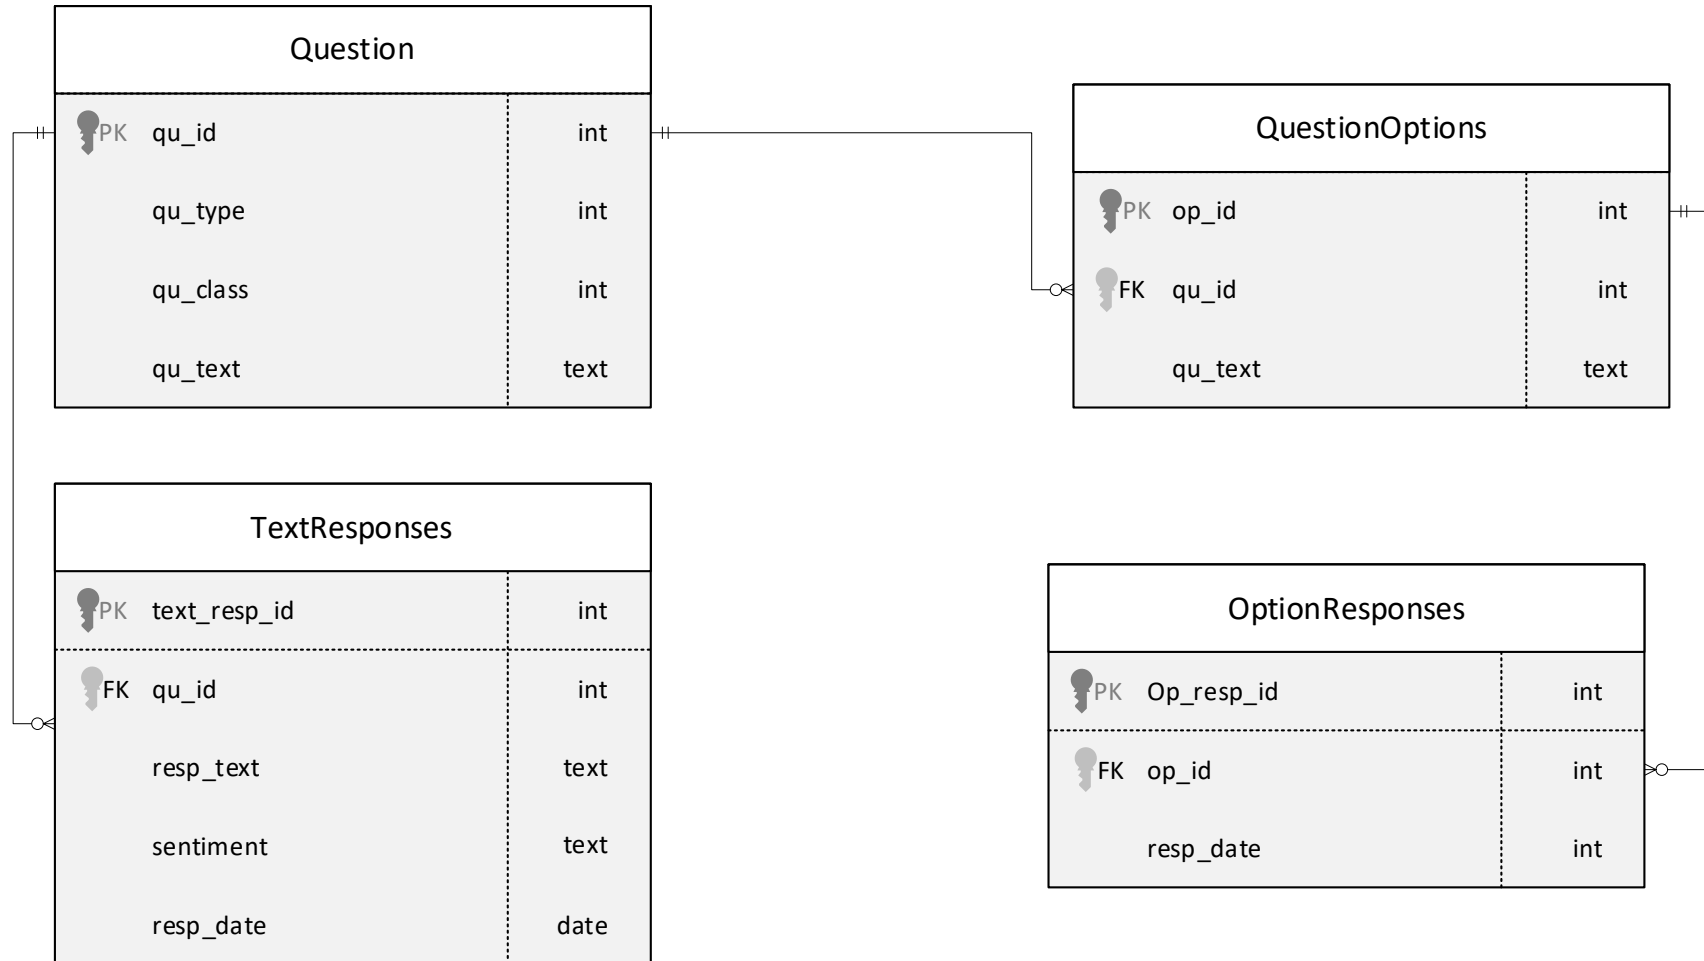 Question
PK qu_id int
qu_type int
qu_class int
qu_text text
QuestionOptions
PK op_id int
FK qu_id int
qu_text text
TextResponses
PK text_resp_id int
FK qu_id int
resp_text text
sentiment text
resp_date date
OptionResponses
PK Op_resp_id int
FK op_id int
resp_date int